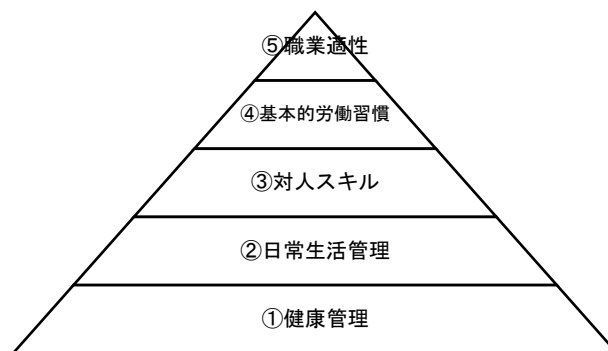 ⑤職業適性
④基本的労働習慣
③対人スキル
②日常生活管理
①健康管理